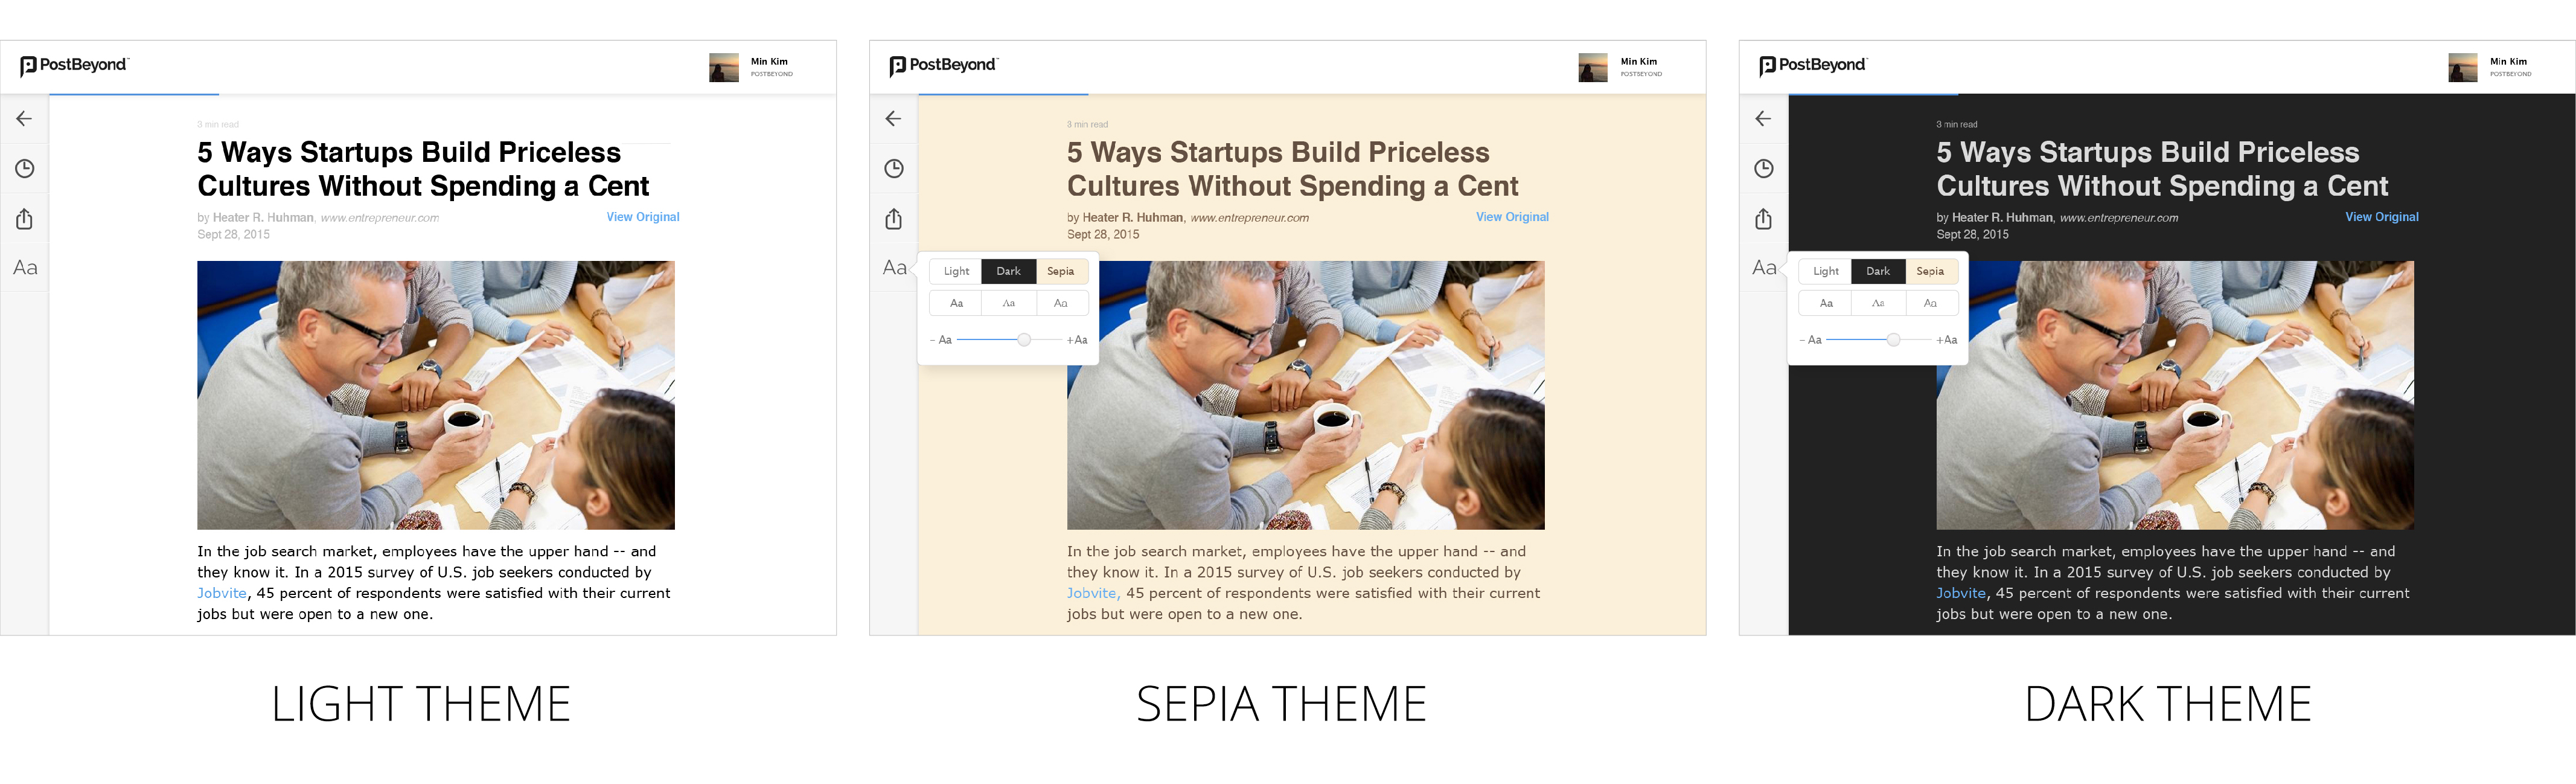 PostBeyond™
Min Kim
POSTBEYOND
3 min read
5 Ways Startups Build Priceless
Cultures Without Spending a Cent
by Heater R. Huhman, www.entrepreneur.com
View Original
Sept 28, 2015
Aa
In the job search market, employees have the upper hand -- and
they know it. In a 2015 survey of U.S. job seekers conducted by
Jobvite, 45 percent of respondents were satisfied with their current
jobs but were open to a new one.
LIGHT THEME
PostBeyond™
Min Kim
POSTBEYOND
3 min read
5 Ways Startups Build Priceless
Cultures Without Spending a Cent
by Heater R. Huhman, www.entrepreneur.com
View Original
Sept 28, 2015
Aa
Light Dark Sepia
Aa Aa Aa
- Aa +Aa
In the job search market, employees have the upper hand -- and
they know it. In a 2015 survey of U.S. job seekers conducted by
Jobvite, 45 percent of respondents were satisfied with their current
jobs but were open to a new one.
SEPIA THEME
PostBeyond™
Min Kim
POSTBEYOND
3 min read
5 Ways Startups Build Priceless
Cultures Without Spending a Cent
by Heater R. Huhman, www.entrepreneur.com
View Original
Sept 28, 2015
Aa
Light Dark Sepia
Aa Aa Aa
- Aa +Aa
In the job search market, employees have the upper hand -- and
they know it. In a 2015 survey of U.S. job seekers conducted by
Jobvite, 45 percent of respondents were satisfied with their current
jobs but were open to a new one.
DARK THEME